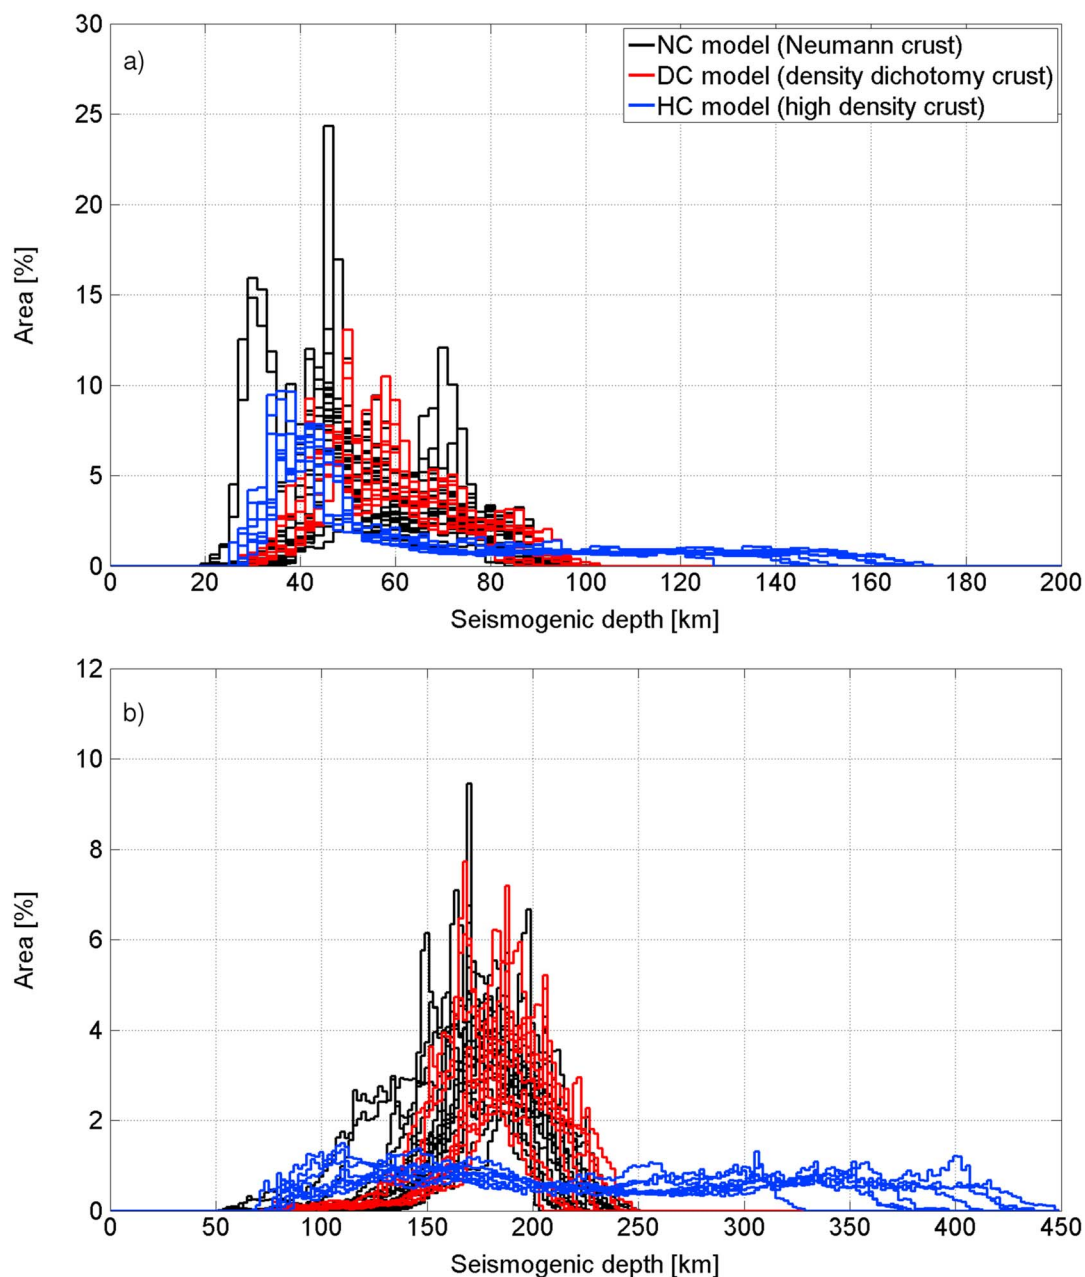 30
a)
NC model (Neumann crust)
DC model (density dichotomy crust)
HC model (high density crust)
25
20
15
10
5
0
Area [%]
0 20 40 60 80 100 120 140 160 180 200
Seismogenic depth [km]
12
b)
10
8
6
4
2
0
Area [%]
0 50 100 150 200 250 300 350 400 450
Seismogenic depth [km]